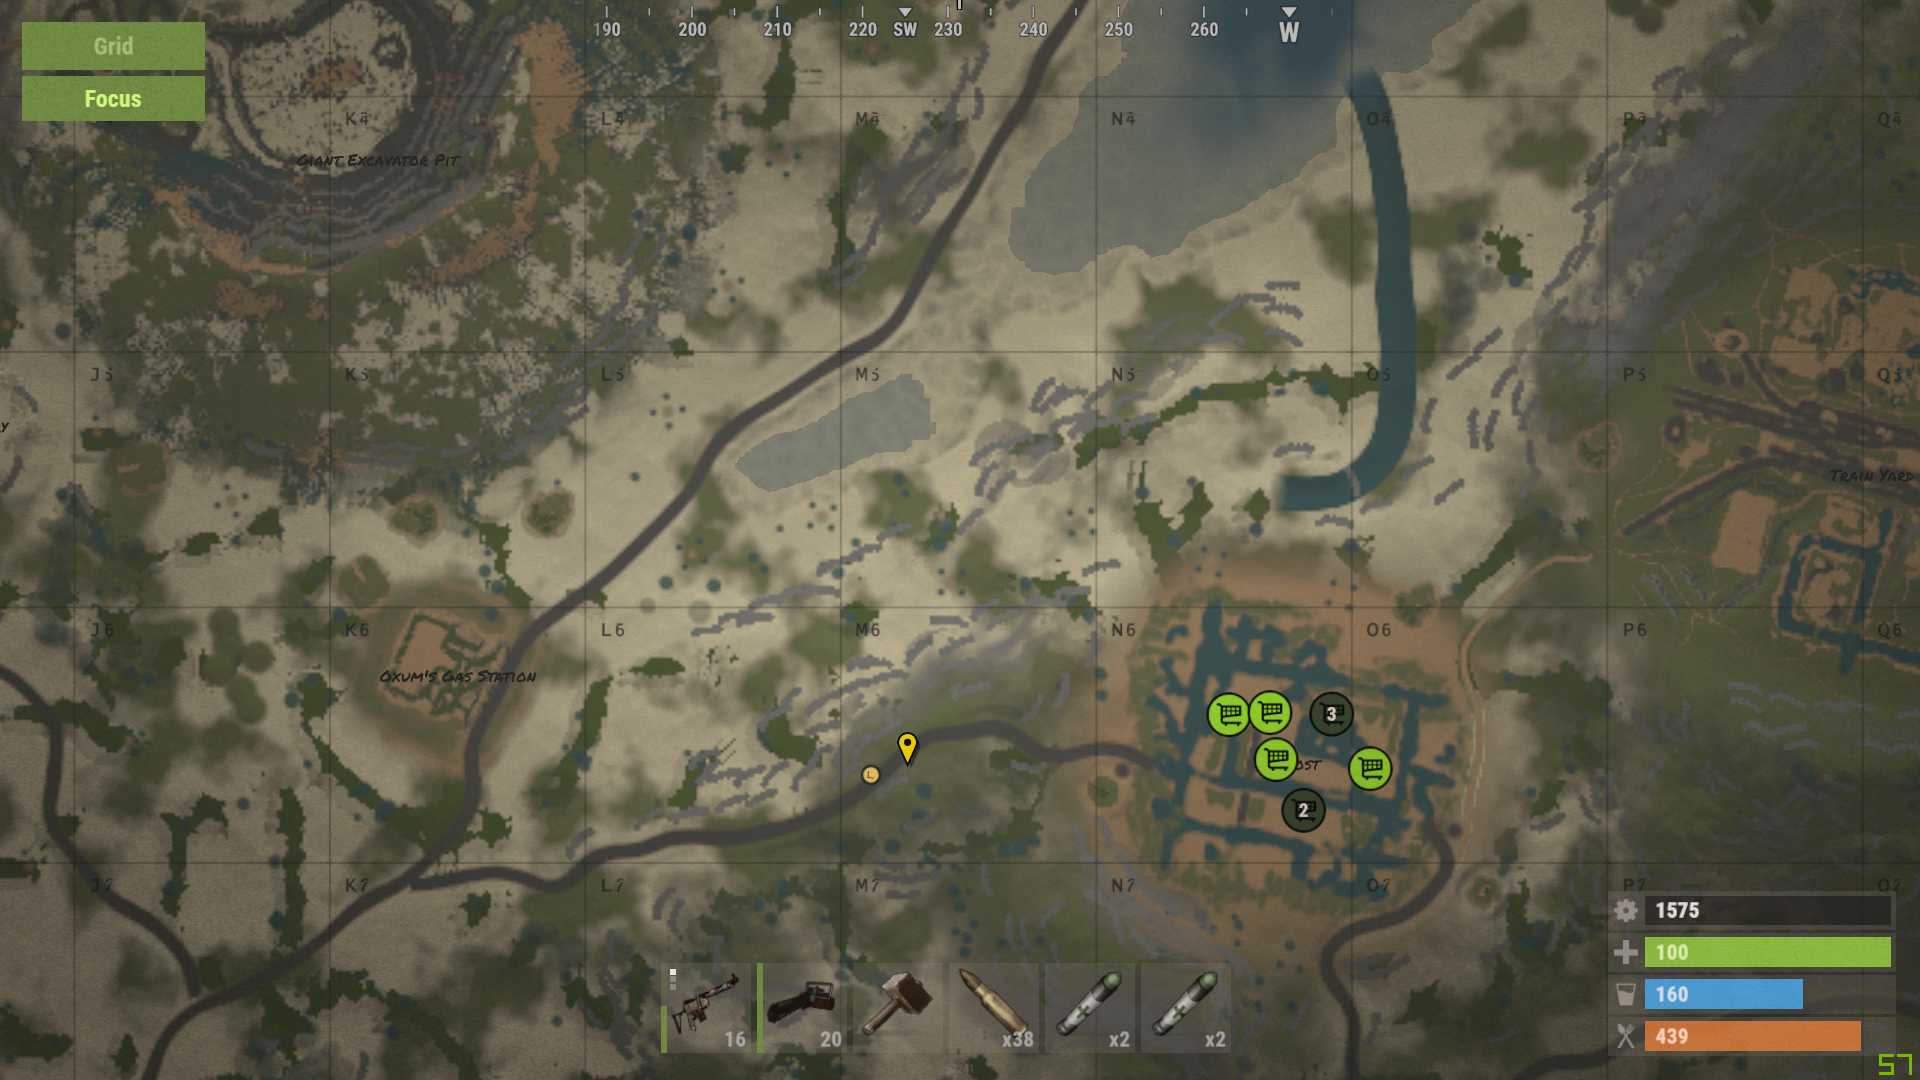 190 200 210 220 SW 230 240 250 260 W
Grid
Focus
K4 L4 M4 N4 O4 P4 Q4
GIANT EXCAVATOR PIT
J5 K5 L5 M5 N5 O5 P5 Q5
Y
TRAIN YARD
J6 K6 L6 M6 N6 O6 P6 Q6
OXUM'S GAS STATION
3
OST
L
2
J7 K7 L7 M7 N7 O7 P7 Q7
1575
100
160
439
16 20 x38 x2 x2
57